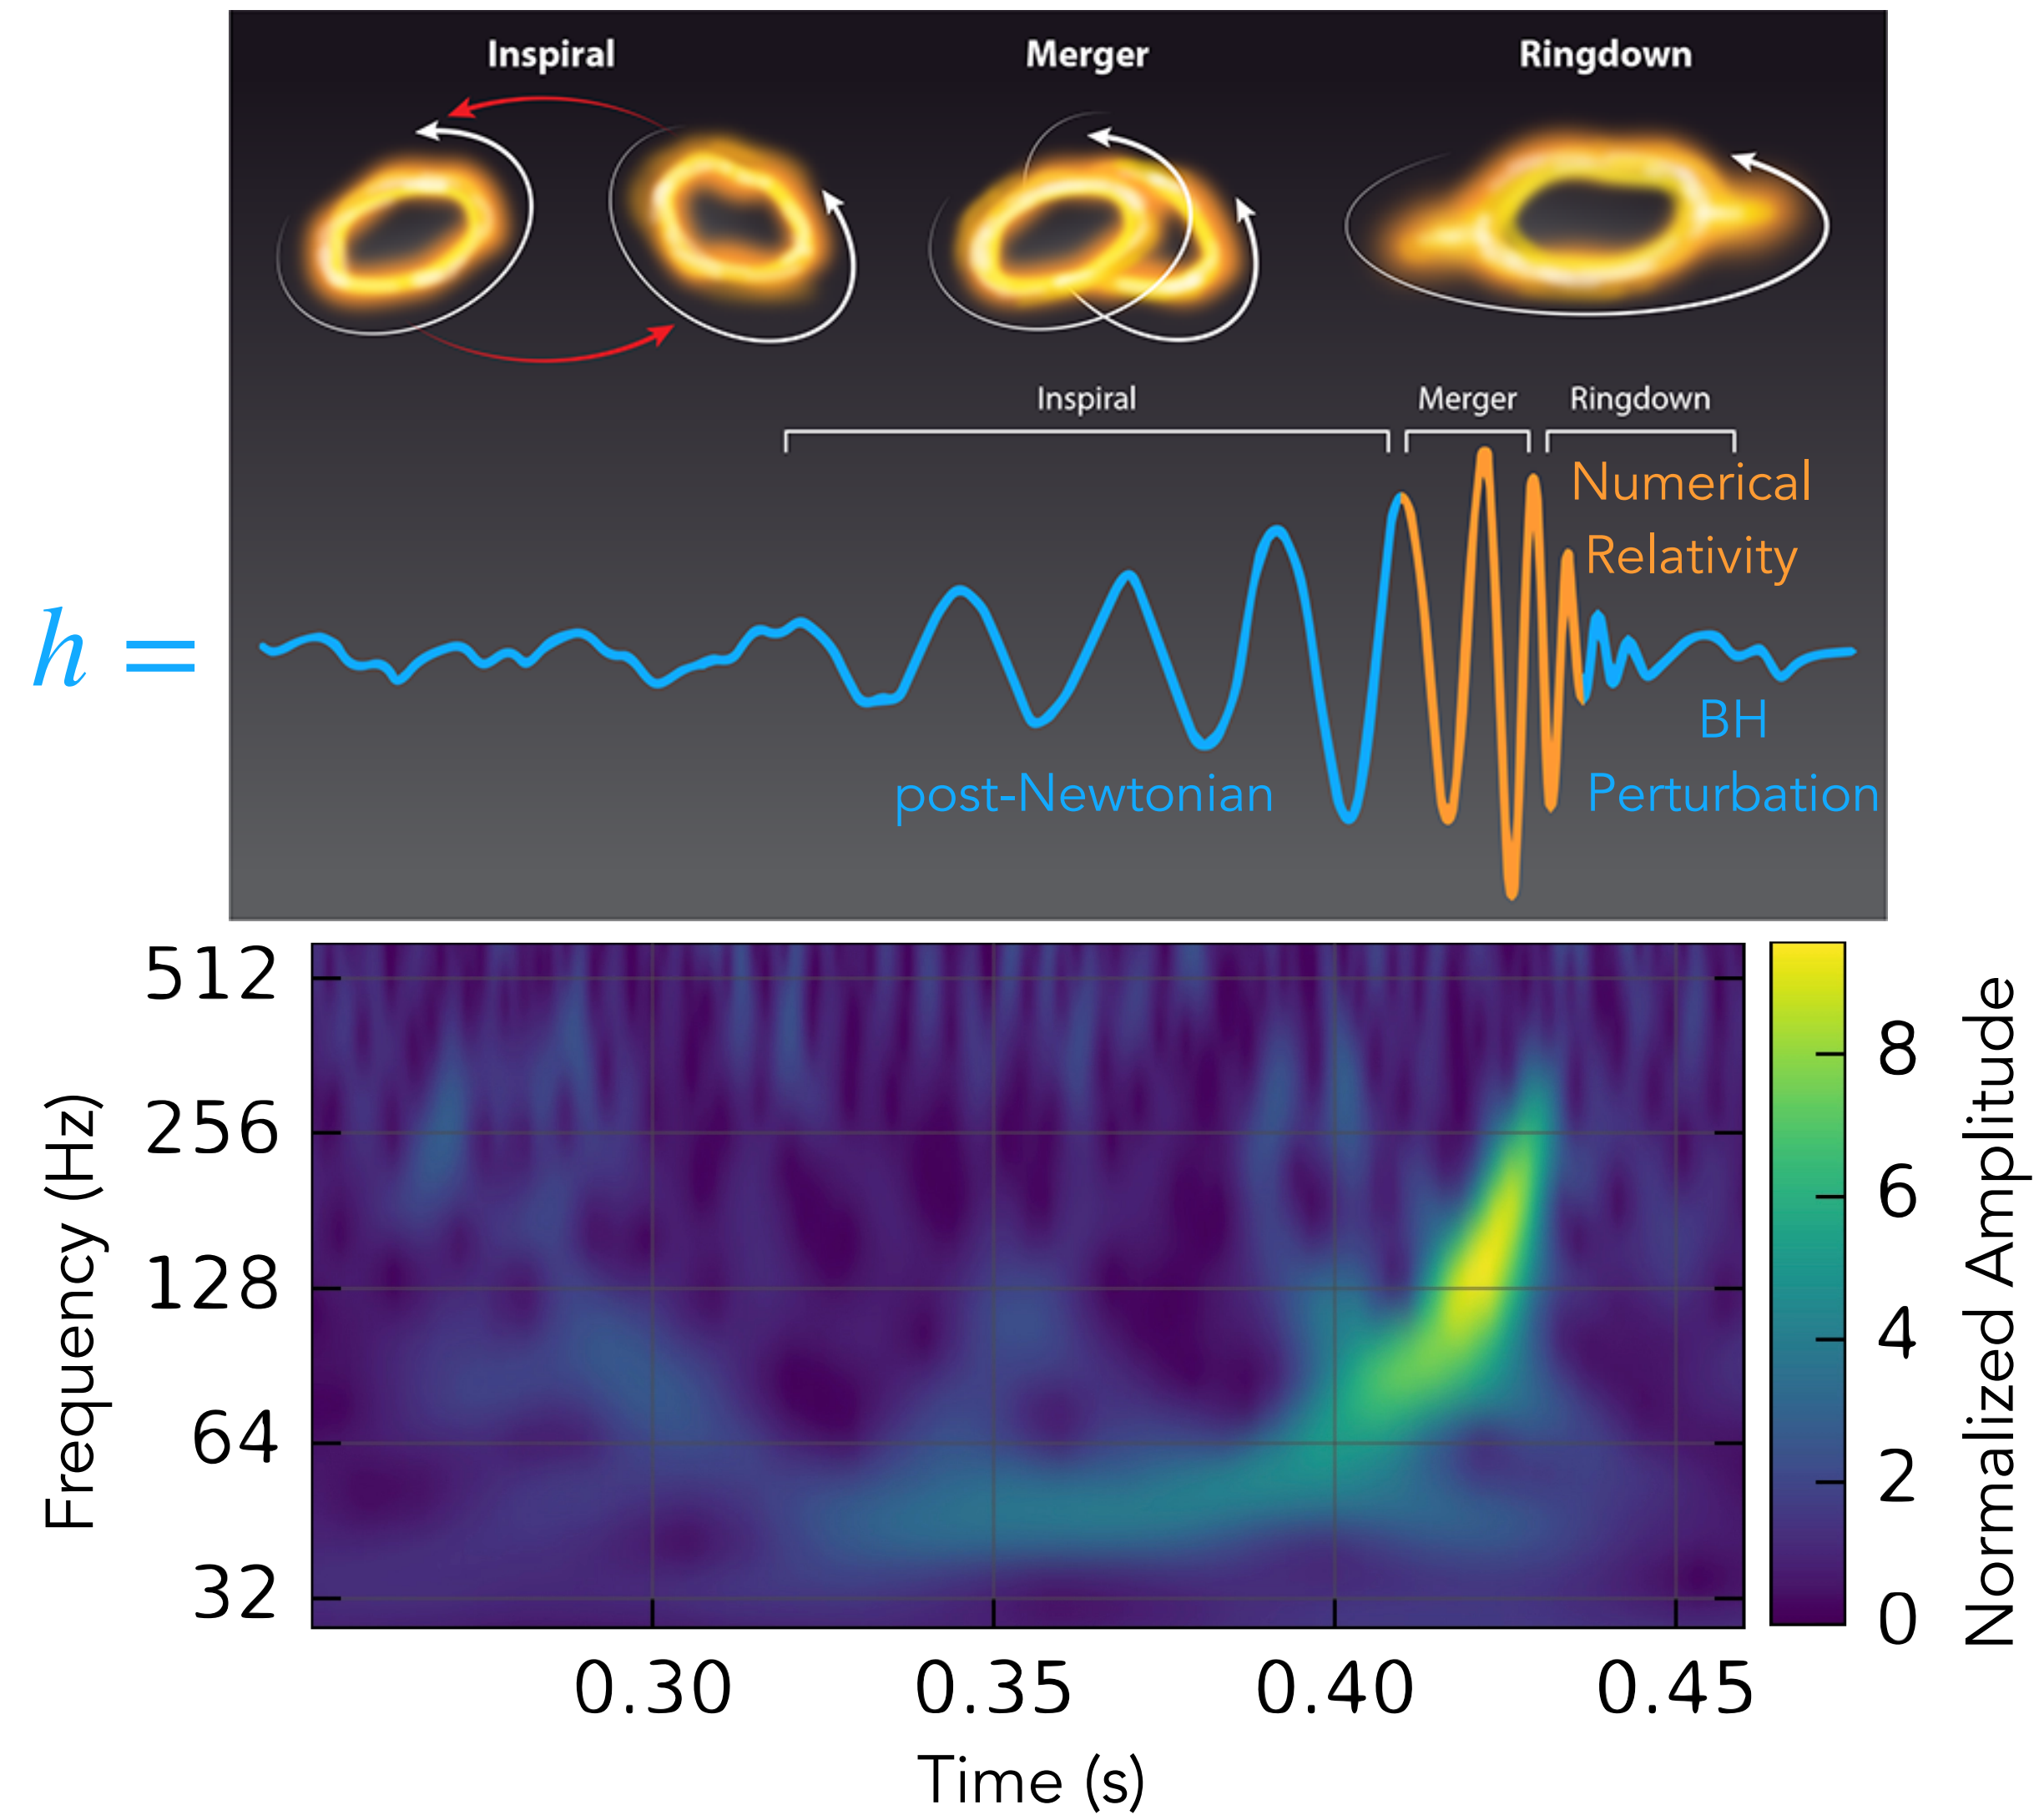 Inspiral
Merger
Ringdown
Inspiral
Merger
Ringdown
Numerical
Relativity
h =
BH
post-Newtonian
Perturbation
512
256
128
64
32
Frequency (Hz)
0.30
0.35
0.40
0.45
Time (s)
8
6
4
2
0
Normalized Amplitude